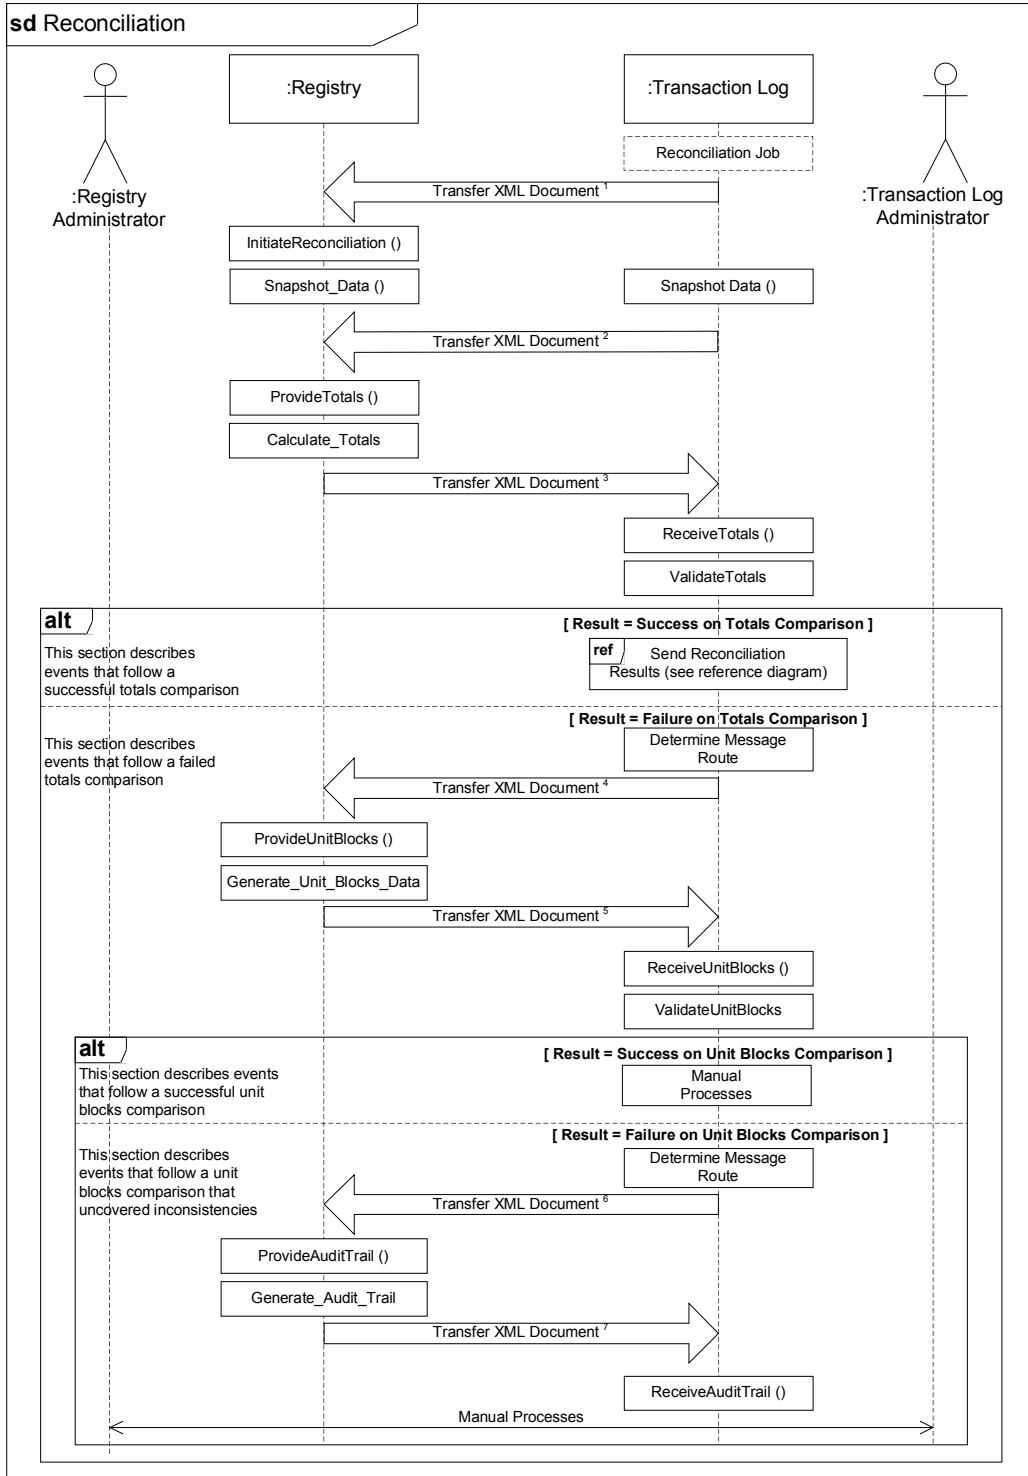 sd Reconciliation
:Registry
:Transaction Log
Reconciliation Job
:Registry
Administrator
:Transaction Log
Administrator
Transfer XML Document 1
InitiateReconciliation ()
Snapshot_Data ()
Snapshot Data ()
Transfer XML Document 2
ProvideTotals ()
Calculate_Totals
Transfer XML Document 3
ReceiveTotals ()
ValidateTotals
alt
[ Result = Success on Totals Comparison ]
This section describes
events that follow a
successful totals comparison
ref
Send Reconciliation
Results (see reference diagram)
[ Result = Failure on Totals Comparison ]
This section describes
events that follow a failed
totals comparison
Determine Message
Route
Transfer XML Document 4
ProvideUnitBlocks ()
Generate_Unit_Blocks_Data
Transfer XML Document 5
ReceiveUnitBlocks ()
ValidateUnitBlocks
alt
[ Result = Success on Unit Blocks Comparison ]
This section describes events
that follow a successful unit
blocks comparison
Manual
Processes
[ Result = Failure on Unit Blocks Comparison ]
This section describes
events that follow a unit
blocks comparison that
uncovered inconsistencies
Determine Message
Route
Transfer XML Document 6
ProvideAuditTrail ()
Generate_Audit_Trail
Transfer XML Document 7
ReceiveAuditTrail ()
Manual Processes